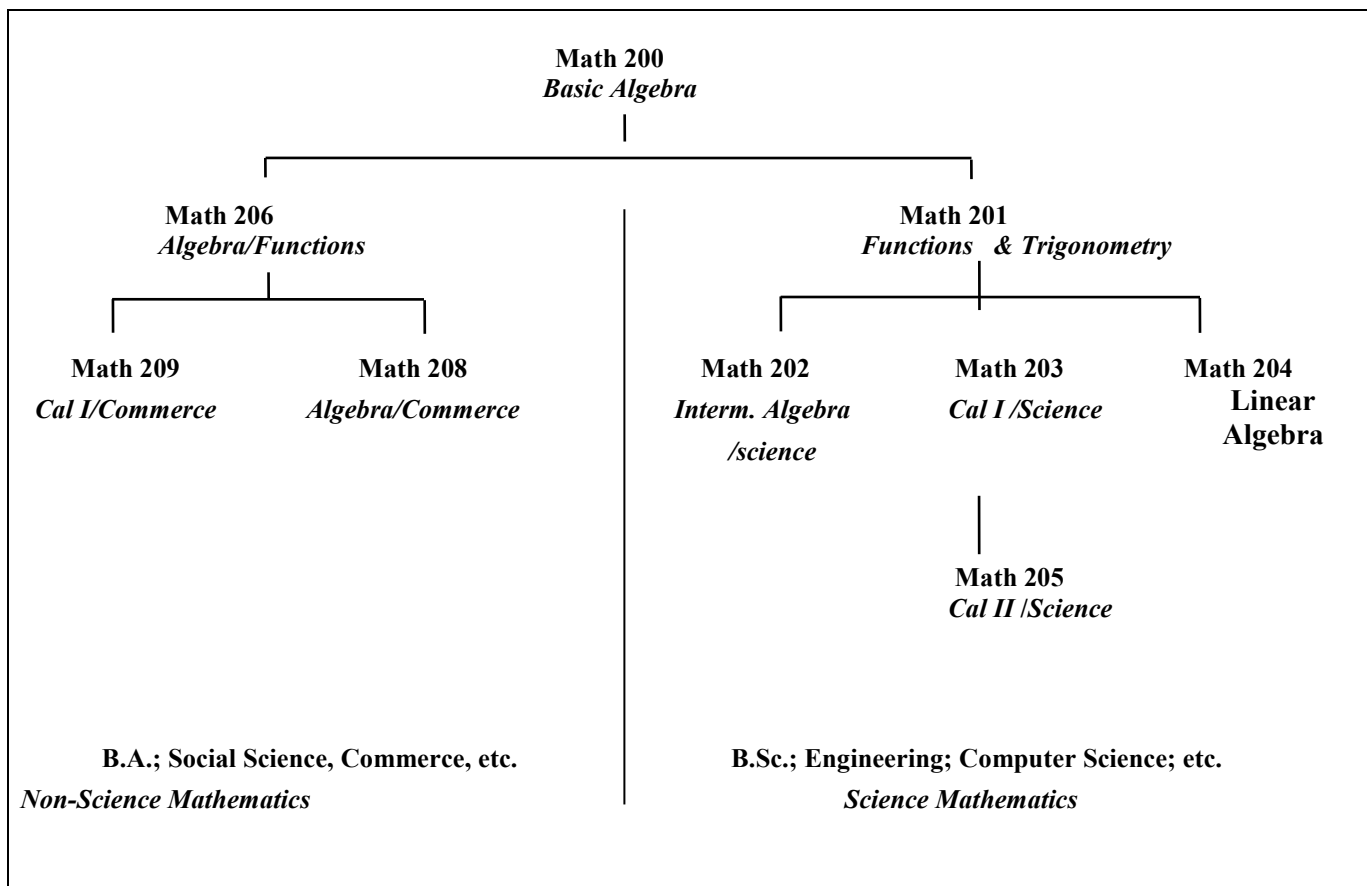 Math 200
Basic Algebra
Math 206
Algebra/Functions
Math 201
Functions & Trigonometry
Math 209
Cal I/Commerce
Math 208
Algebra/Commerce
Math 202
Interm. Algebra
/science
Math 203
Cal I /Science
Math 204
Linear
Algebra
Math 205
Cal II /Science
B.A.; Social Science, Commerce, etc.
Non-Science Mathematics
B.Sc.; Engineering; Computer Science; etc.
Science Mathematics